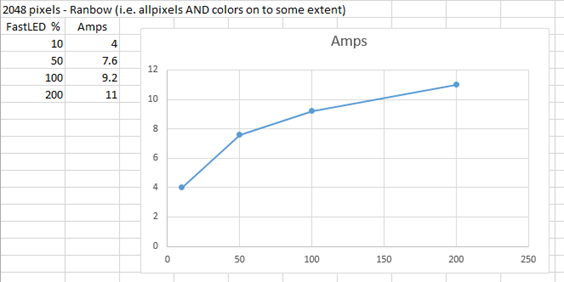 2048 pixels - Ranbow (i.e. allpixels AND colors on to some extent)
FastLED % Amps
10 4
50 7.6
100 9.2
200 11
Amps
12
10
8
6
4
2
0
0 50 100 150 200 250